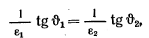 1/ε₁ tg ϑ₁ = 1/ε₂ tg ϑ₂,